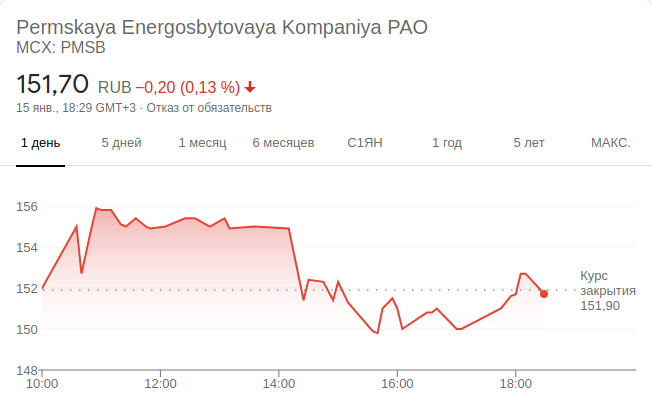 Permskaya Energosbytovaya Kompaniya PAO
MCX: PMSB
151,70 RUB −0,20 (0,13 %)
15 янв., 18:29 GMT+3 · Отказ от обязательств
1 день 5 дней 1 месяц 6 месяцев С1ЯН 1 год 5 лет МАКС.
156
154
152
150
148
Курс
закрытия
151,90
10:00 12:00 14:00 16:00 18:00